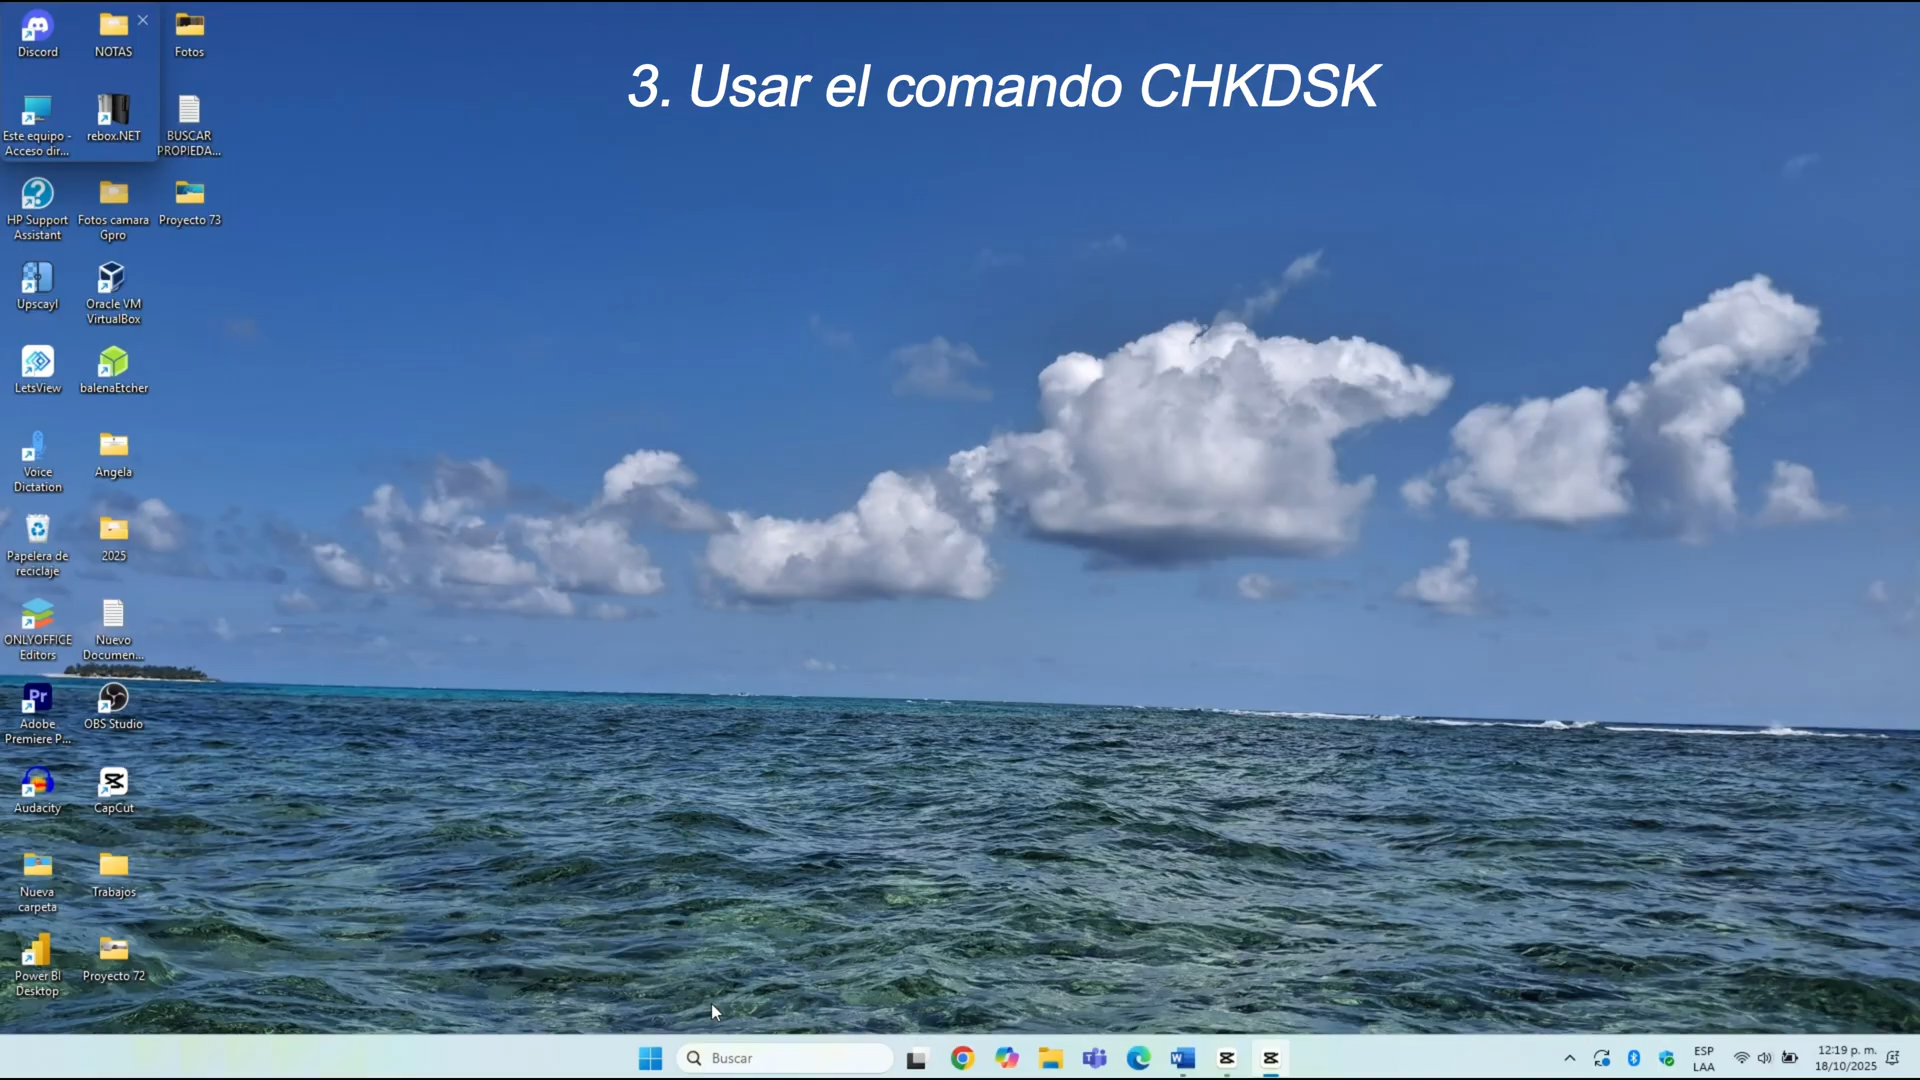 3. Usar el comando CHKDSK
Discord
NOTAS
Fotos
Este equipo -
Acceso dir...
rebox.NET
BUSCAR
PROPIEDA...
HP Support
Assistant
Fotos camara
Gpro
Proyecto 73
Upscayl
Oracle VM
VirtualBox
LetsView
balenaEtcher
Voice
Dictation
Angela
Papelera de
reciclaje
2025
ONLYOFFICE
Editors
Nuevo
Documen...
Pr
Adobe
Premiere P...
OBS Studio
Audacity
CapCut
Nueva
carpeta
Trabajos
Power BI
Desktop
Proyecto 72
Buscar
ESP
LAA
12:19 p. m.
18/10/2025